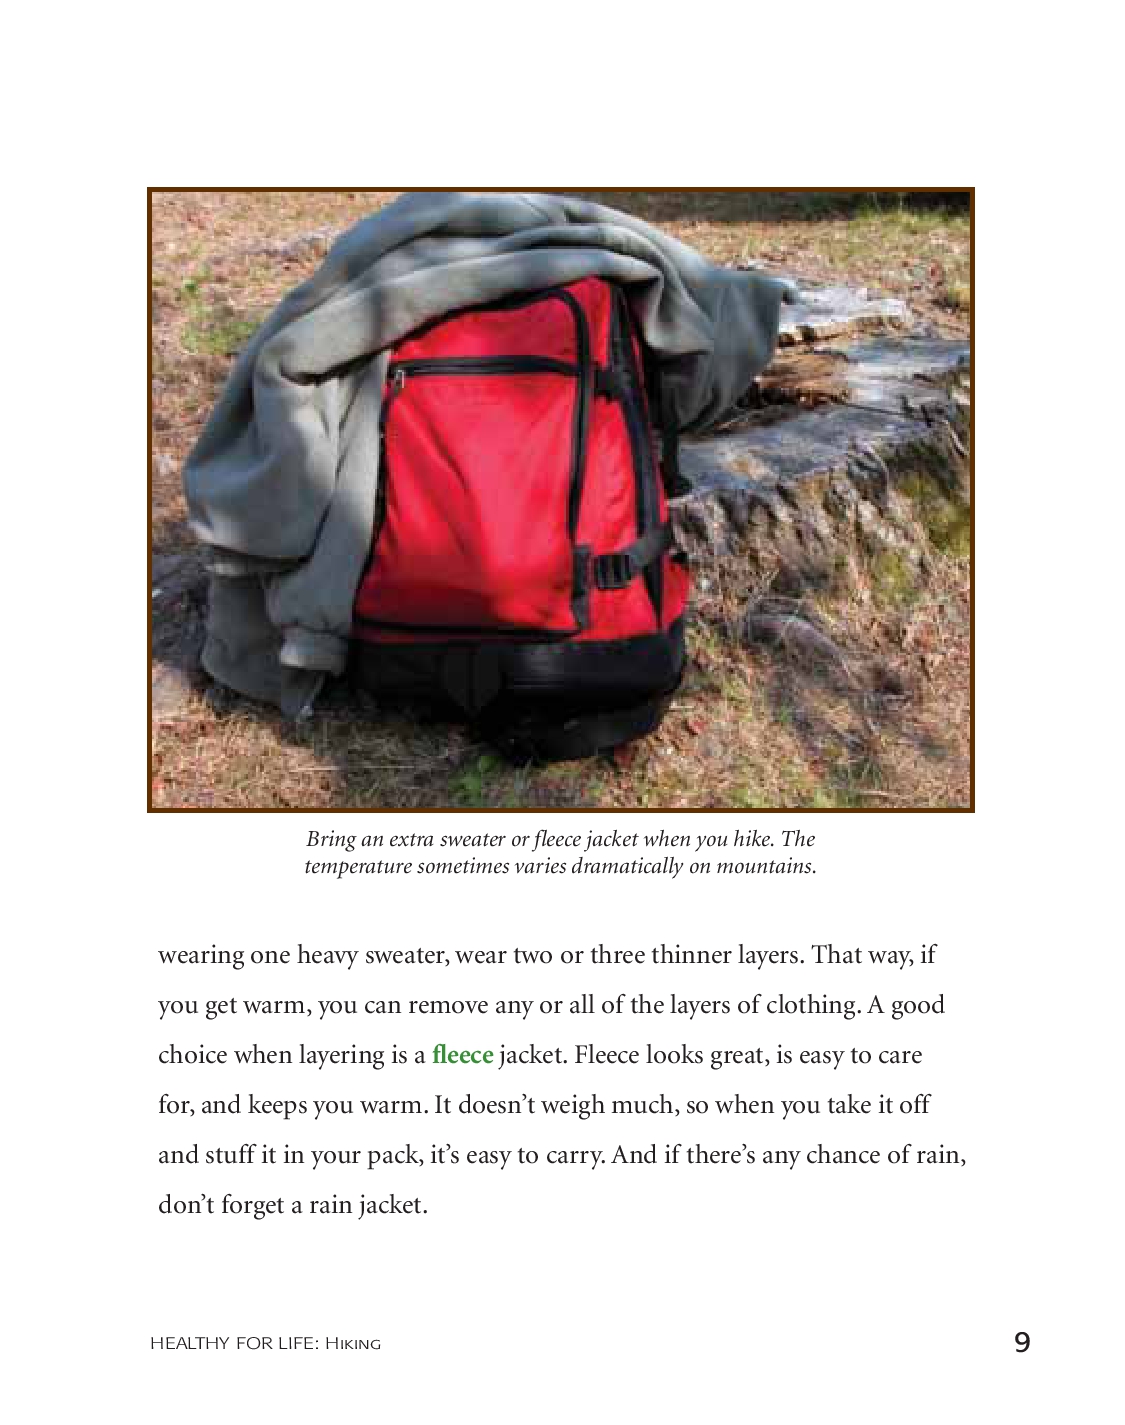 Bring an extra sweater or fleece jacket when you hike. The
temperature sometimes varies dramatically on mountains.
wearing one heavy sweater, wear two or three thinner layers. That way, if
you get warm, you can remove any or all of the layers of clothing. A good
choice when layering is a fleece jacket. Fleece looks great, is easy to care
for, and keeps you warm. It doesn’t weigh much, so when you take it off
and stuff it in your pack, it’s easy to carry. And if there’s any chance of rain,
don’t forget a rain jacket.
HEALTHY FOR LIFE: Hiking
9